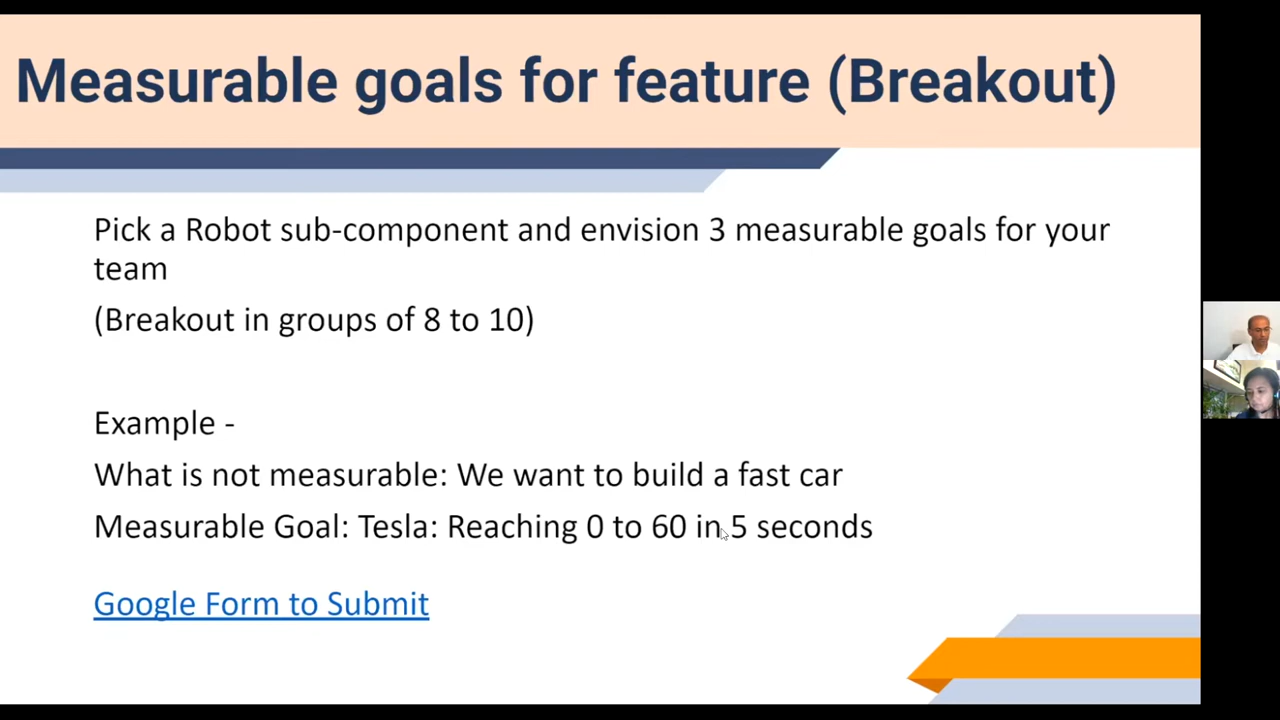 Measurable goals for feature (Breakout)
Pick a Robot sub-component and envision 3 measurable goals for your
team
(Breakout in groups of 8 to 10)
Example -
What is not measurable: We want to build a fast car
Measurable Goal: Tesla: Reaching 0 to 60 in 5 seconds
Google Form to Submit